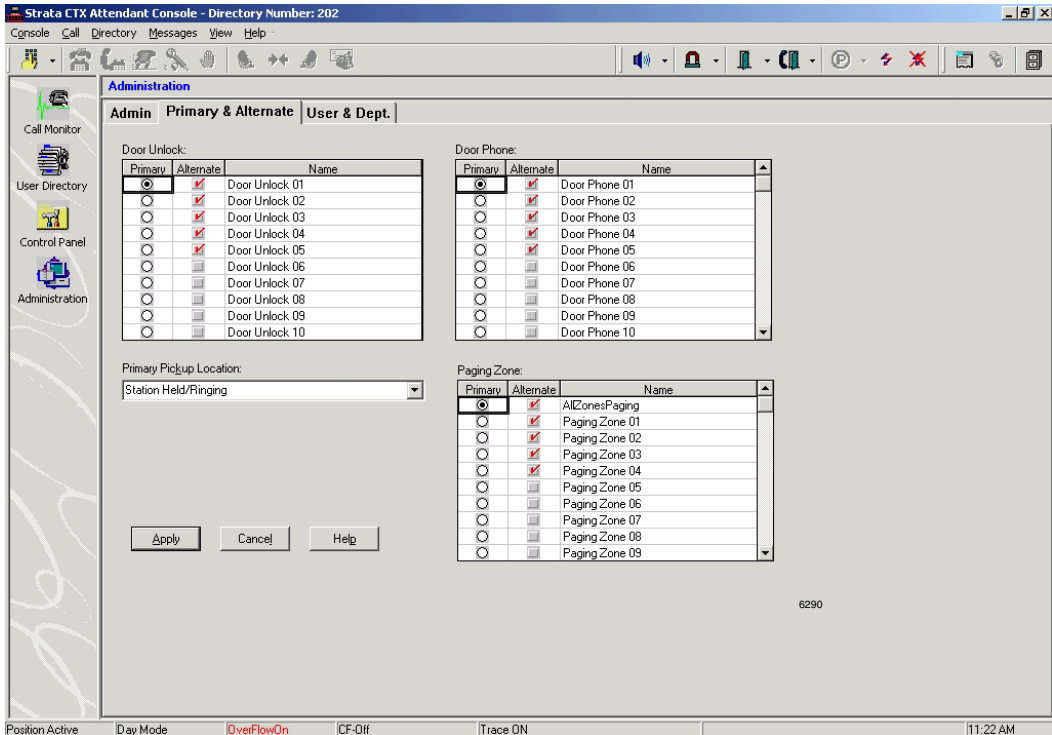 Strata CTX Attendant Console - Directory Number: 202
Console Call Directory Messages View Help
Administration
Call Monitor
User Directory
Control Panel
Administration
Admin Primary & Alternate User & Dept.
Door Unlock:
Primary Alternate Name
Door Unlock 01
Door Unlock 02
Door Unlock 03
Door Unlock 04
Door Unlock 05
Door Unlock 06
Door Unlock 07
Door Unlock 08
Door Unlock 09
Door Unlock 10
Door Phone:
Primary Alternate Name
Door Phone 01
Door Phone 02
Door Phone 03
Door Phone 04
Door Phone 05
Door Phone 06
Door Phone 07
Door Phone 08
Door Phone 09
Door Phone 10
Primary Pickup Location:
Station Held/Ringing
Paging Zone:
Primary Alternate Name
AllZonesPaging
Paging Zone 01
Paging Zone 02
Paging Zone 03
Paging Zone 04
Paging Zone 05
Paging Zone 06
Paging Zone 07
Paging Zone 08
Paging Zone 09
Apply Cancel Help
6290
Position Active Day Mode OverFlowOn CF-Off Trace ON 11:22 AM